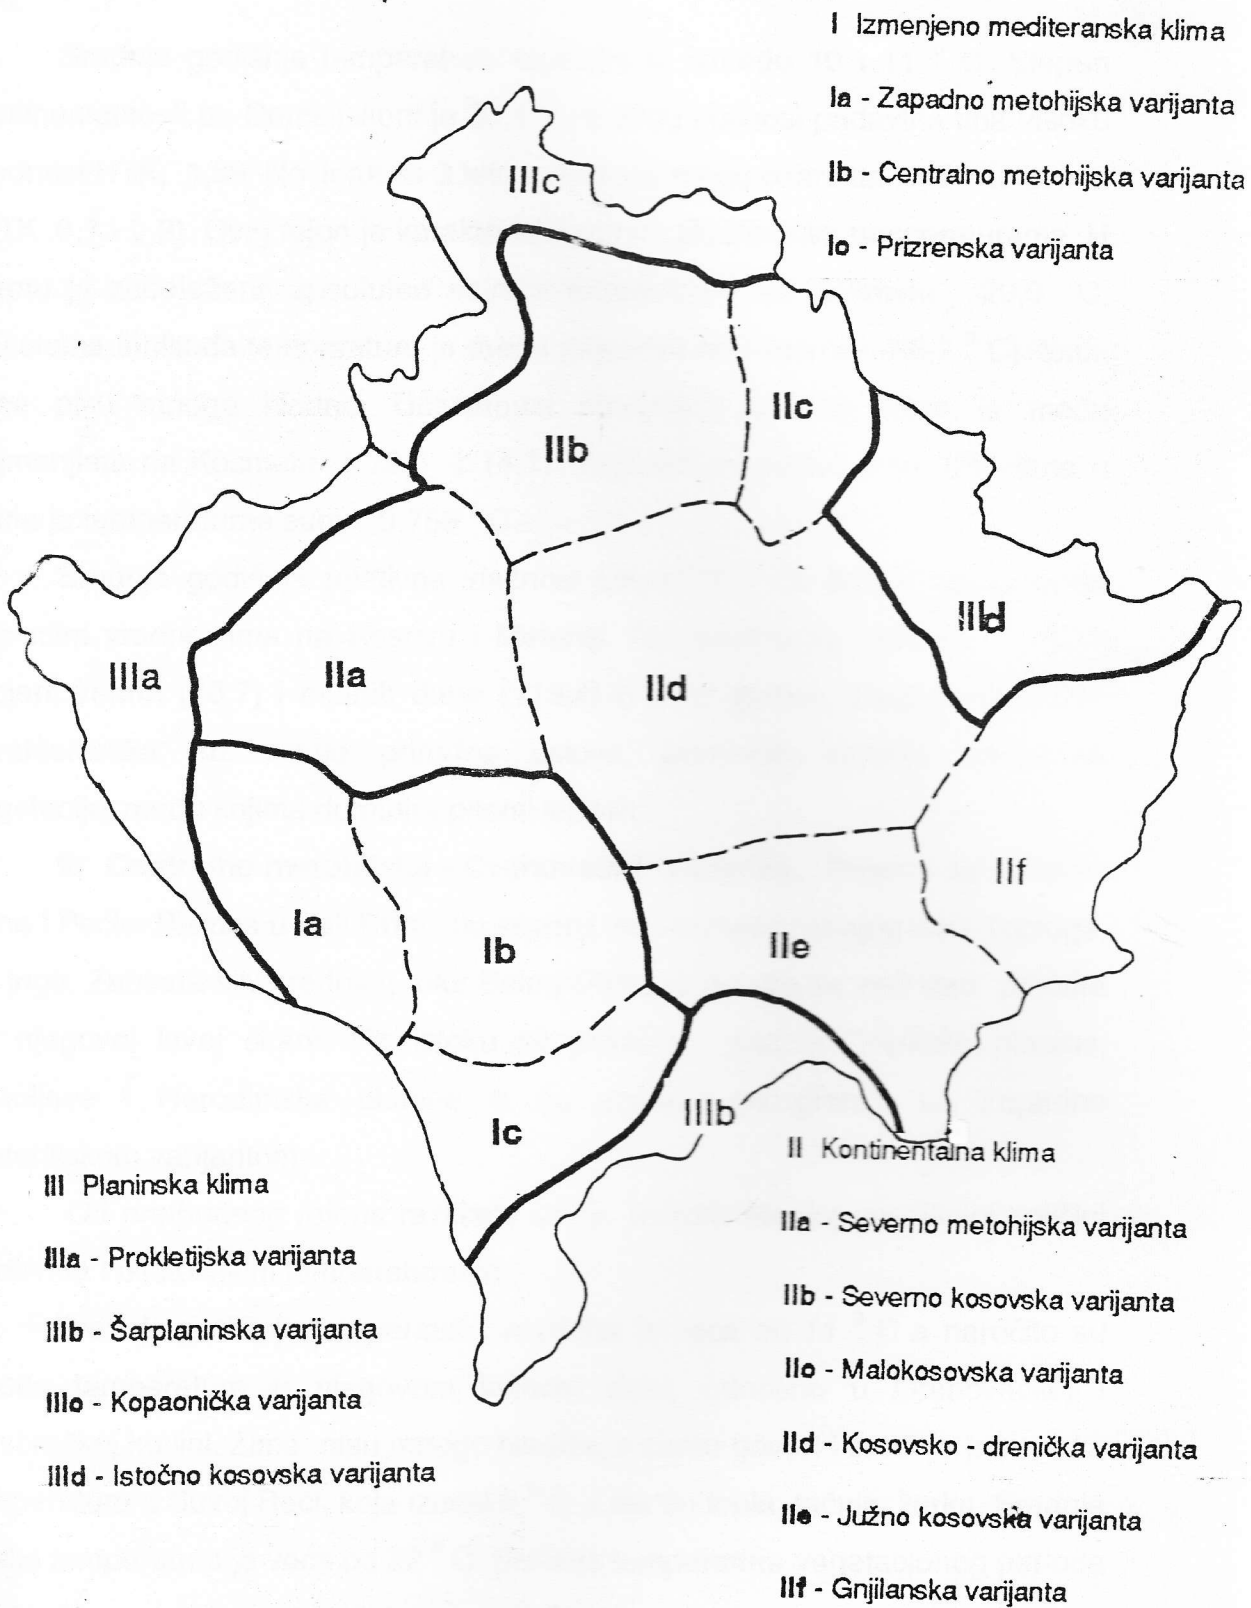 I Izmenjeno mediteranska klima
Ia - Zapadno metohijska varijanta
Ib - Centralno metohijska varijanta
Ic - Prizrenska varijanta
IIIc
IIc
IIb
IIId
IIIa
IIa
IId
IIf
Ia
Ib
IIe
IIIb
Ic
III Planinska klima
IIIa - Prokletijska varijanta
IIIb - Šarplaninska varijanta
IIIc - Kopaonička varijanta
IIId - Istočno kosovska varijanta
II Kontinentalna klima
IIa - Severno metohijska varijanta
IIb - Severno kosovska varijanta
IIc - Malokosovska varijanta
IId - Kosovsko - drenička varijanta
IIe - Južno kosovska varijanta
IIf - Gnjilanska varijanta